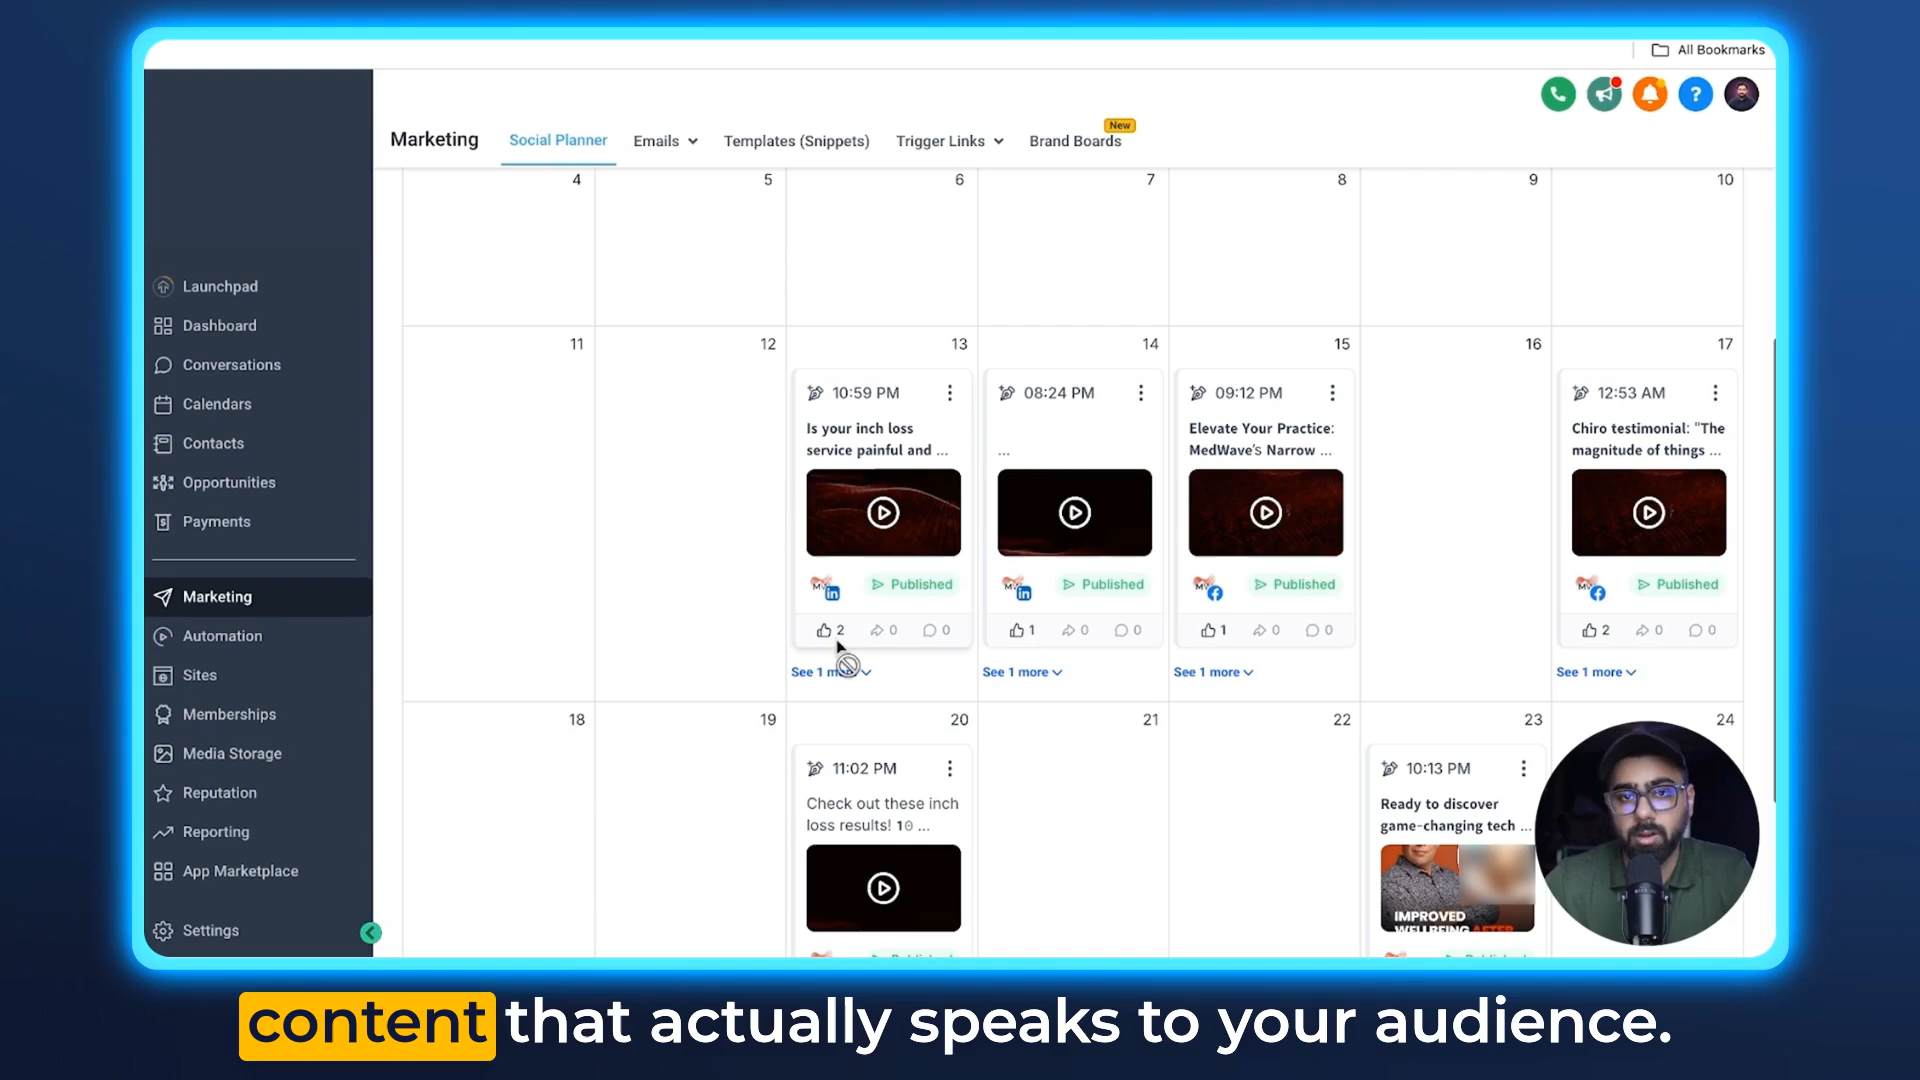 All Bookmarks
Marketing
Social Planner
Emails
Templates (Snippets)
Trigger Links
Brand Boards
New
Launchpad
Dashboard
Conversations
Calendars
Contacts
Opportunities
Payments
Marketing
Automation
Sites
Memberships
Media Storage
Reputation
Reporting
App Marketplace
Settings
4 5 6 7 8 9 10
11 12 13 14 15 16 17
10:59 PM
Is your inch loss
service painful and ...
Published
2 0 0
See 1 more
08:24 PM
...
Published
1 0 0
See 1 more
09:12 PM
Elevate Your Practice:
MedWave's Narrow ...
Published
1 0 0
See 1 more
12:53 AM
Chiro testimonial: "The
magnitude of things ...
Published
2 0 0
See 1 more
18 19 20 21 22 23 24
11:02 PM
Check out these inch
loss results! 10 ...
10:13 PM
Ready to discover
game-changing tech ...
IMPROVED
WELLBEING AFTER
content that actually speaks to your audience.